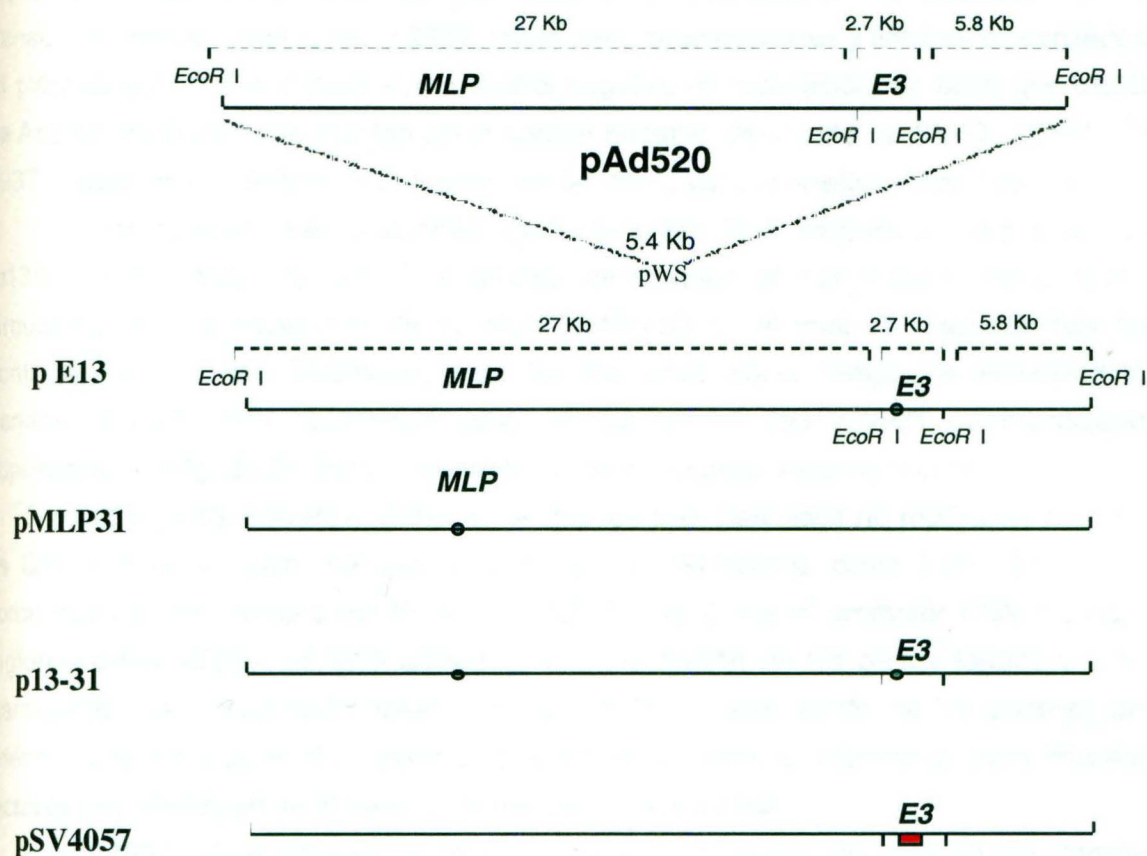 27 Kb 2.7 Kb 5.8 Kb
EcoR I MLP E3 EcoR I
EcoR I EcoR I
pAd520
5.4 Kb
pWS
27 Kb 2.7 Kb 5.8 Kb
p E13 EcoR I MLP E3 EcoR I
EcoR I EcoR I
MLP
pMLP31
E3
p13-31
E3
pSV4057